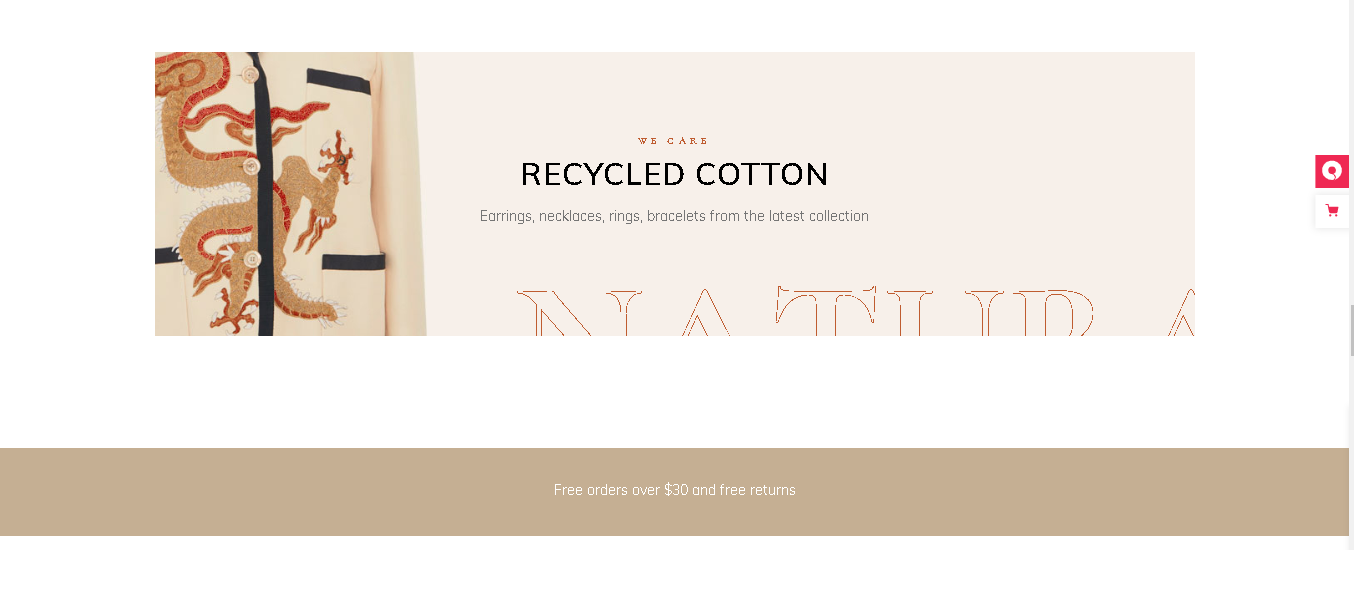 WE CARE
RECYCLED COTTON
Earrings, necklaces, rings, bracelets from the latest collection
Free orders over $30 and free returns